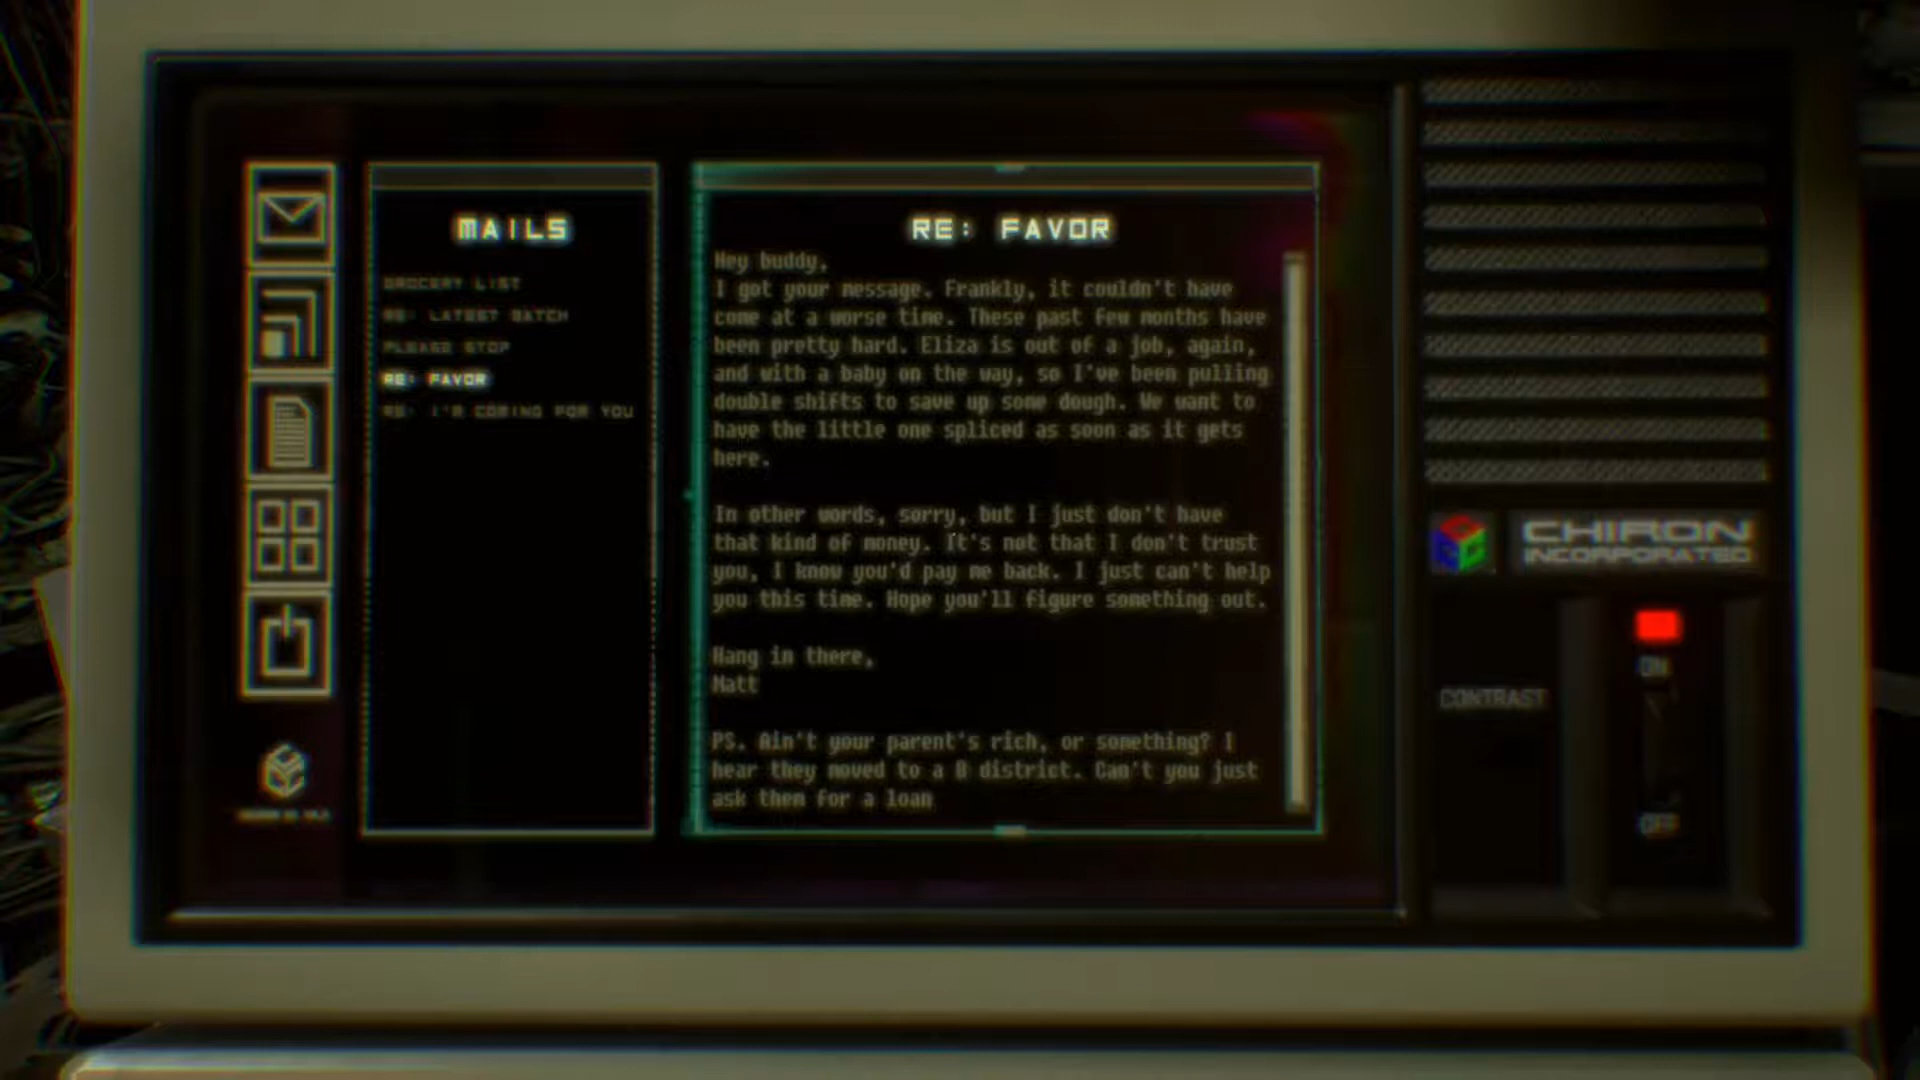 MAILS
GROCERY LIST
RE: LATEST BATCH
PLEASE STOP
RE: FAVOR
RE: I'M COMING FOR YOU
RE: FAVOR
Hey buddy,
I got your message. Frankly, it couldn't have
come at a worse time. These past few months have
been pretty hard. Eliza is out of a job, again,
and with a baby on the way, so I've been pulling
double shifts to save up some dough. We want to
have the little one spliced as soon as it gets
here.
In other words, sorry, but I just don't have
that kind of money. It's not that I don't trust
you, I know you'd pay me back. I just can't help
you this time. Hope you'll figure something out.
Hang in there,
Matt
PS. Ain't your parent's rich, or something? I
hear they moved to a B district. Can't you just
ask them for a loan
CHIRON
INCORPORATED
ON
CONTRAST
OFF